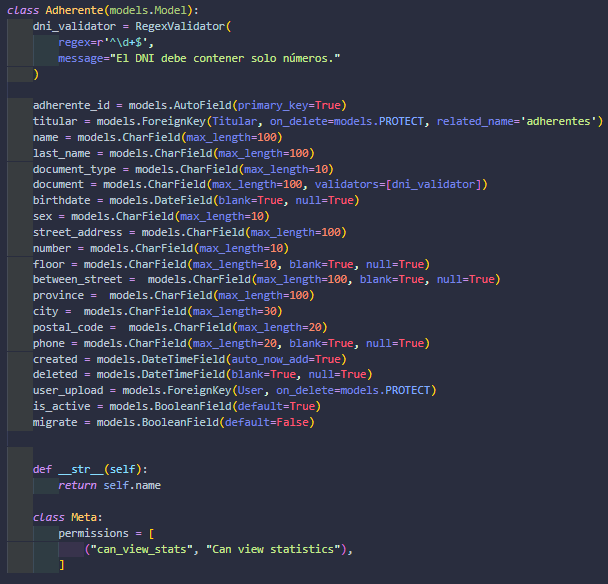 class Adherente(models.Model):
    dni_validator = RegexValidator(
        regex=r'^\d+$',
        message="El DNI debe contener solo números."
    )
    adherente_id = models.AutoField(primary_key=True)
    titular = models.ForeignKey(Titular, on_delete=models.PROTECT, related_name='adherentes')
    name = models.CharField(max_length=100)
    last_name = models.CharField(max_length=100)
    document_type = models.CharField(max_length=10)
    document = models.CharField(max_length=100, validators=[dni_validator])
    birthdate = models.DateField(blank=True, null=True)
    sex = models.CharField(max_length=10)
    street_address = models.CharField(max_length=100)
    number = models.CharField(max_length=10)
    floor = models.CharField(max_length=10, blank=True, null=True)
    between_street =  models.CharField(max_length=100, blank=True, null=True)
    province =  models.CharField(max_length=100)
    city =  models.CharField(max_length=30)
    postal_code =  models.CharField(max_length=20)
    phone = models.CharField(max_length=20, blank=True, null=True)
    created = models.DateTimeField(auto_now_add=True)
    deleted = models.DateTimeField(blank=True, null=True)
    user_upload = models.ForeignKey(User, on_delete=models.PROTECT)
    is_active = models.BooleanField(default=True)
    migrate = models.BooleanField(default=False)
    def __str__(self):
        return self.name
    class Meta:
        permissions = [
            ("can_view_stats", "Can view statistics"),
        ]